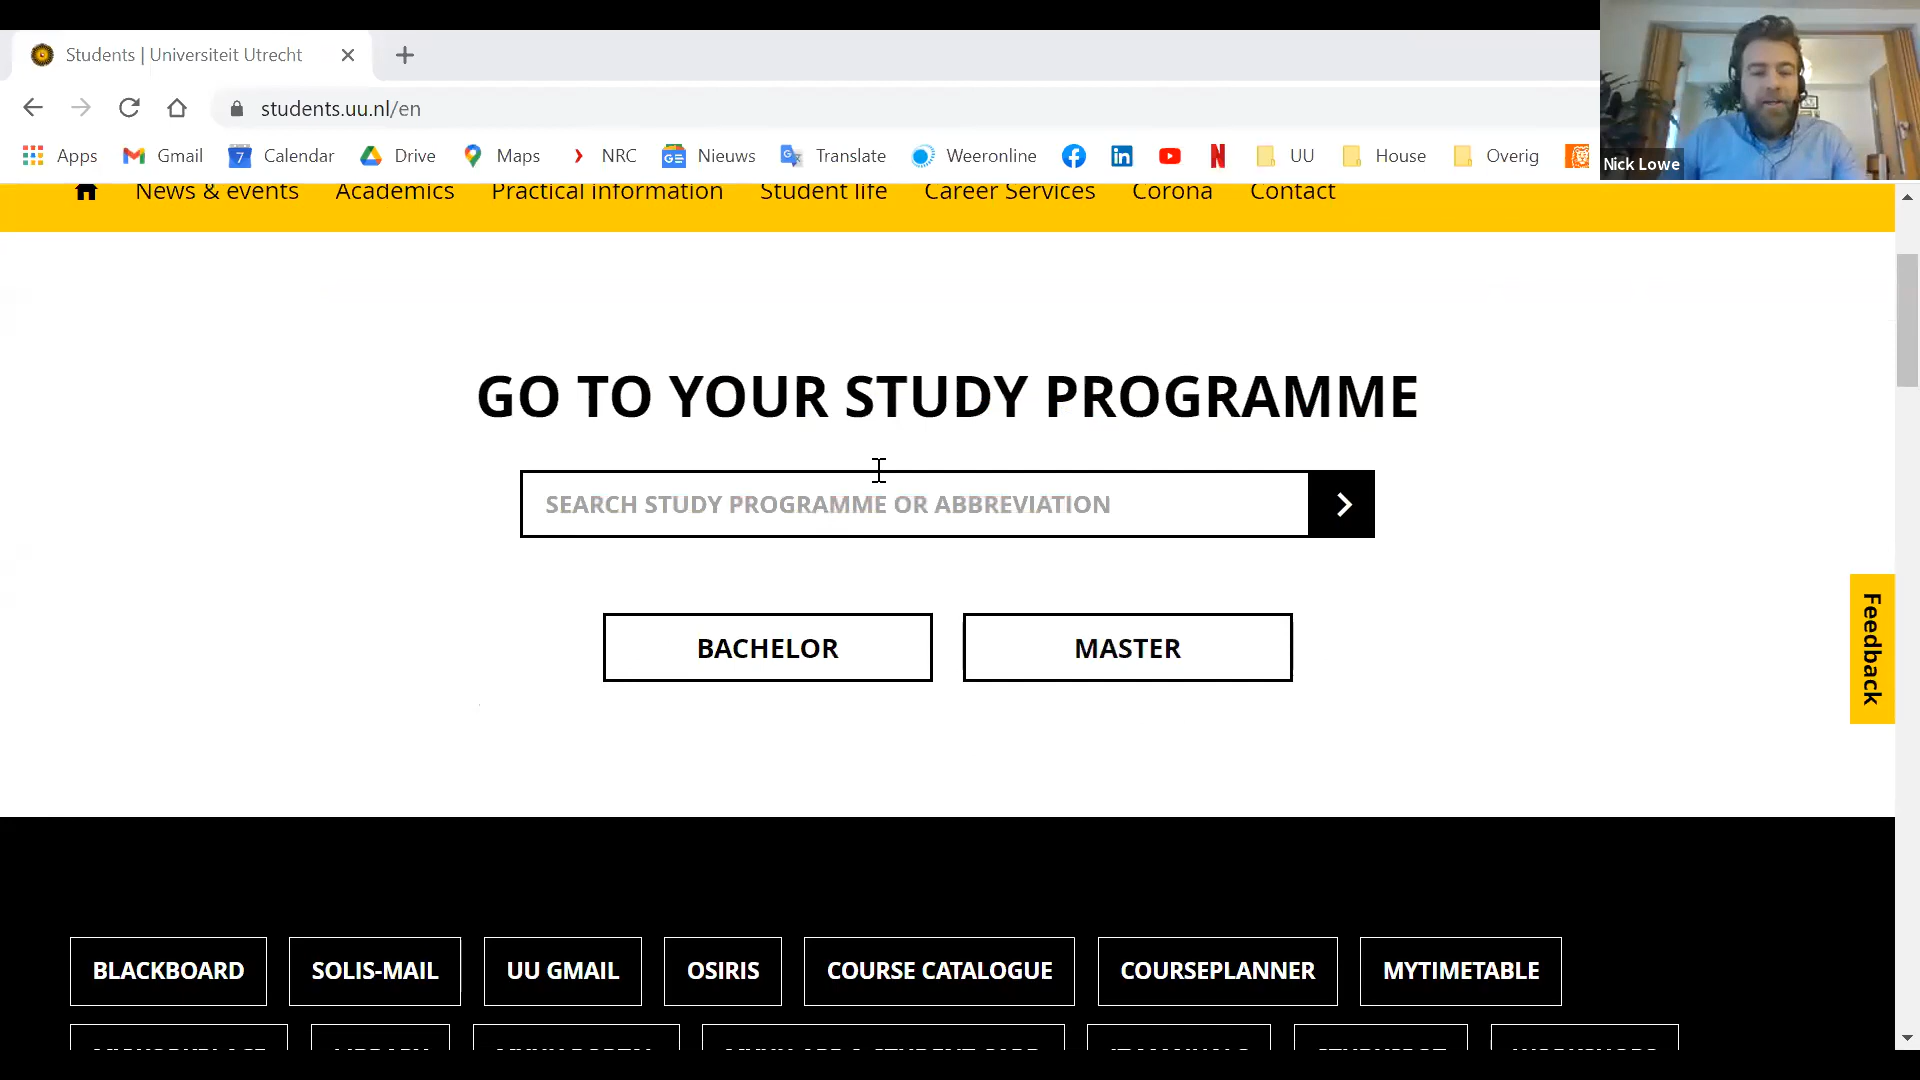 Students | Universiteit Utrecht
students.uu.nl/en
Apps Gmail 7 Calendar Drive Maps NRC Nieuws Translate Weeronline UU House Overig
Nick Lowe
News & events Academics Practical information Student life Career Services Corona Contact
GO TO YOUR STUDY PROGRAMME
SEARCH STUDY PROGRAMME OR ABBREVIATION
BACHELOR MASTER
Feedback
BLACKBOARD SOLIS-MAIL UU GMAIL OSIRIS COURSE CATALOGUE COURSEPLANNER MYTIMETABLE